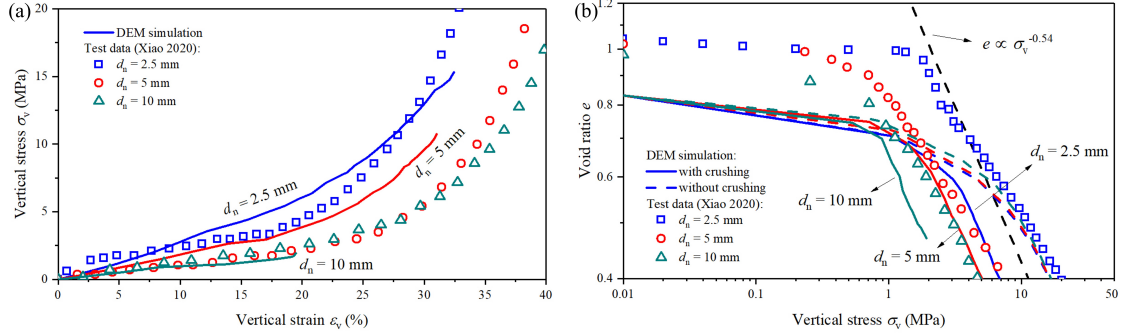 (a)
20
15
10
5
0
Vertical stress σv (MPa)
DEM simulation
Test data (Xiao 2020):
dn = 2.5 mm
dn = 5 mm
dn = 10 mm
dn = 2.5 mm
dn = 5 mm
dn = 10 mm
0 5 10 15 20 25 30 35 40
Vertical strain εv (%)
(b)
1.2
1
0.8
0.6
0.4
Void ratio e
e ∝ σv^-0.54
dn = 2.5 mm
dn = 10 mm
dn = 5 mm
DEM simulation:
with crushing
without crushing
Test data (Xiao 2020):
dn = 2.5 mm
dn = 5 mm
dn = 10 mm
0.01 0.1 1 10 50
Vertical stress σv (MPa)